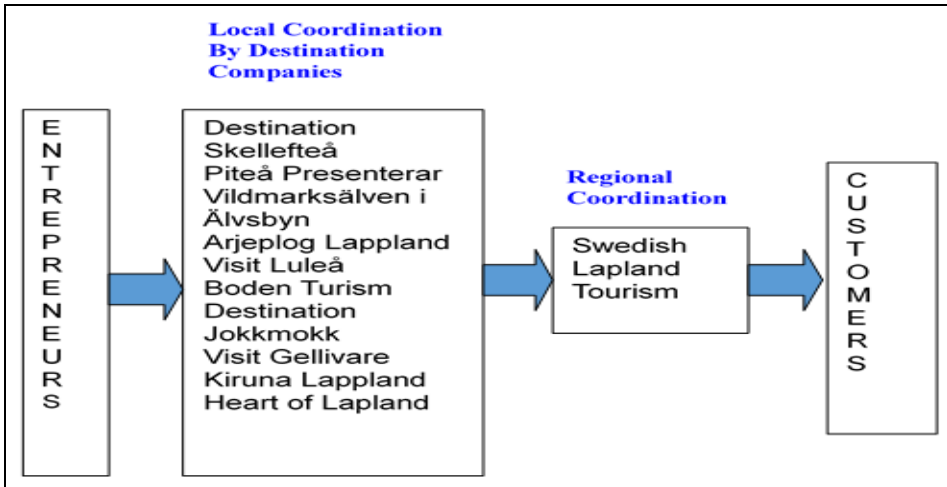 Local Coordination
By Destination
Companies
E
N
T
R
E
P
R
E
N
E
U
R
S
Destination
Skellefteå
Piteå Presenterar
Vildmarksälven i
Älvsbyn
Arjeplog Lappland
Visit Luleå
Boden Turism
Destination
Jokkmokk
Visit Gellivare
Kiruna Lappland
Heart of Lapland
Regional
Coordination
Swedish
Lapland
Tourism
C
U
S
T
O
M
E
R
S